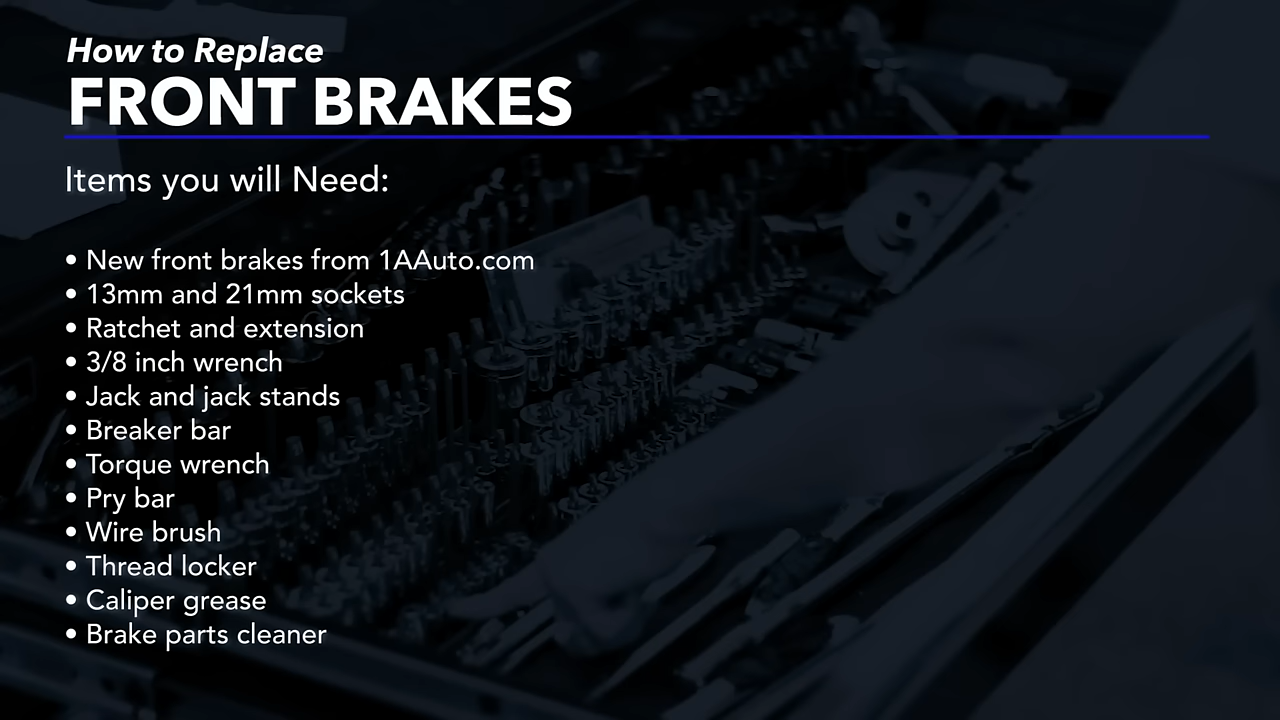 How to Replace
FRONT BRAKES
Items you will Need:
• New front brakes from 1AAuto.com
• 13mm and 21mm sockets
• Ratchet and extension
• 3/8 inch wrench
• Jack and jack stands
• Breaker bar
• Torque wrench
• Pry bar
• Wire brush
• Thread locker
• Caliper grease
• Brake parts cleaner